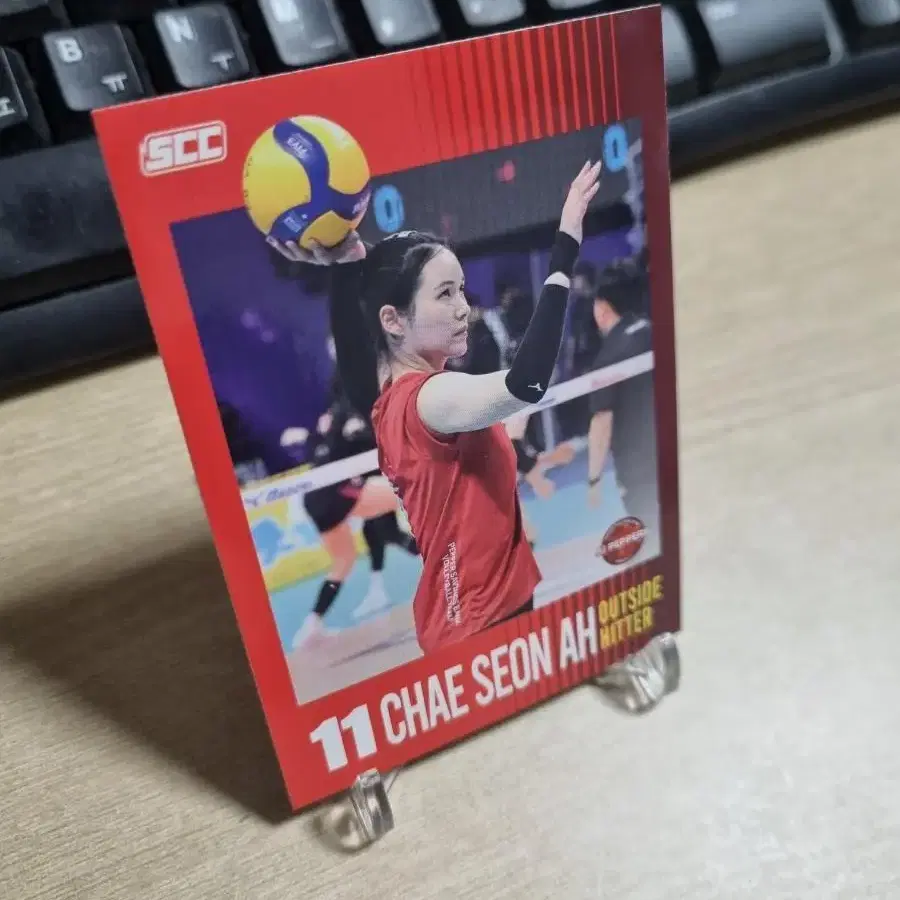 B
ㅠ
N
ㅜ
SCC
PEPPER
OUTSIDE
HITTER
11 CHAE SEON AH